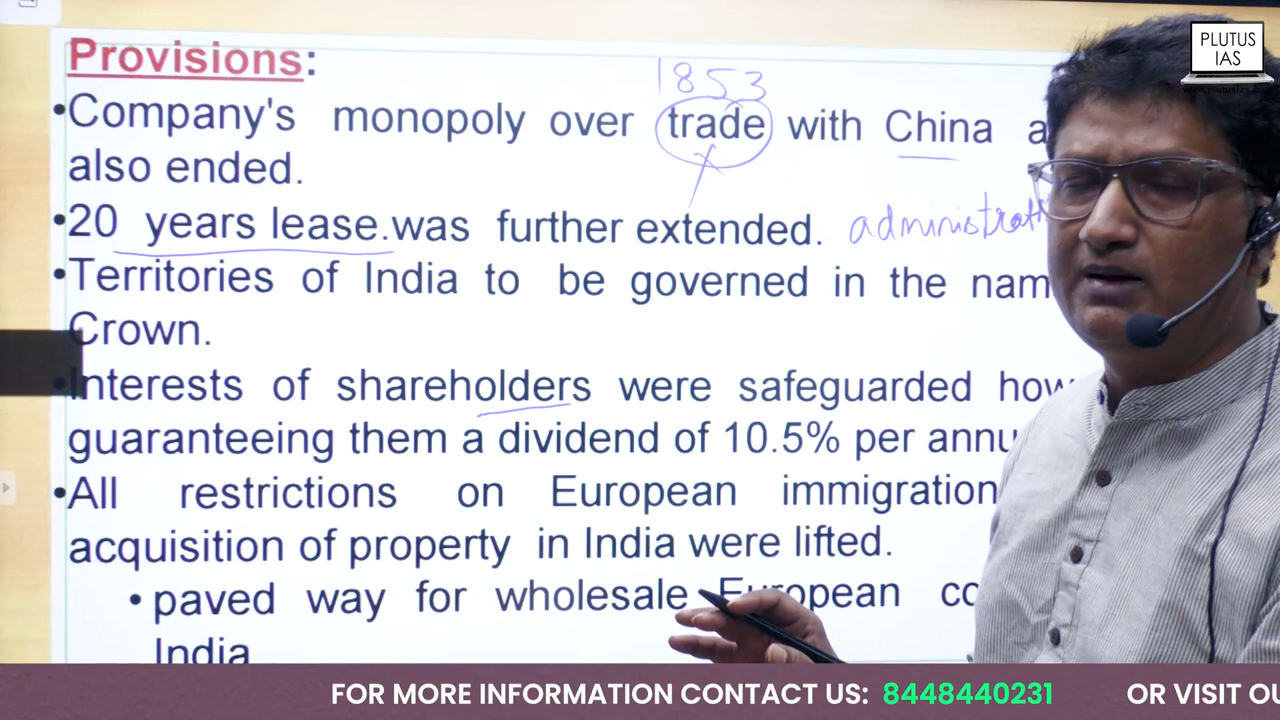 PLUTUS
IAS
Provisions:
1853
•Company's monopoly over trade with China a
also ended.
•20 years lease.was further extended. administrat
•Territories of India to be governed in the nam
Crown.
•Interests of shareholders were safeguarded how
guaranteeing them a dividend of 10.5% per annu
•All restrictions on European immigration
acquisition of property in India were lifted.
•paved way for wholesale European co
India
FOR MORE INFORMATION CONTACT US: 8448440231 OR VISIT OU